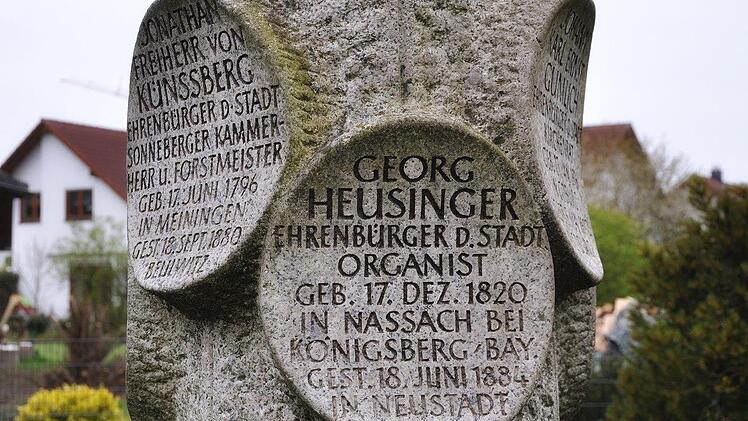 JONATHAN
FREIHERR VON
KÜNSSBERG
EHRENBÜRGER D. STADT
SONNEBERGER KAMMER-
HERR U. FORSTMEISTER
GEB. 17. JUNI 1796
IN MEININGEN
GEST. 18. SEPT. 1880
BEULWITZ
GEORG
HEUSINGER
EHRENBÜRGER D. STADT
ORGANIST
GEB. 17. DEZ. 1820
IN NASSACH BEI
KÖNIGSBERG/BAY.
GEST. 18. JUNI 1884
IN NEUSTADT